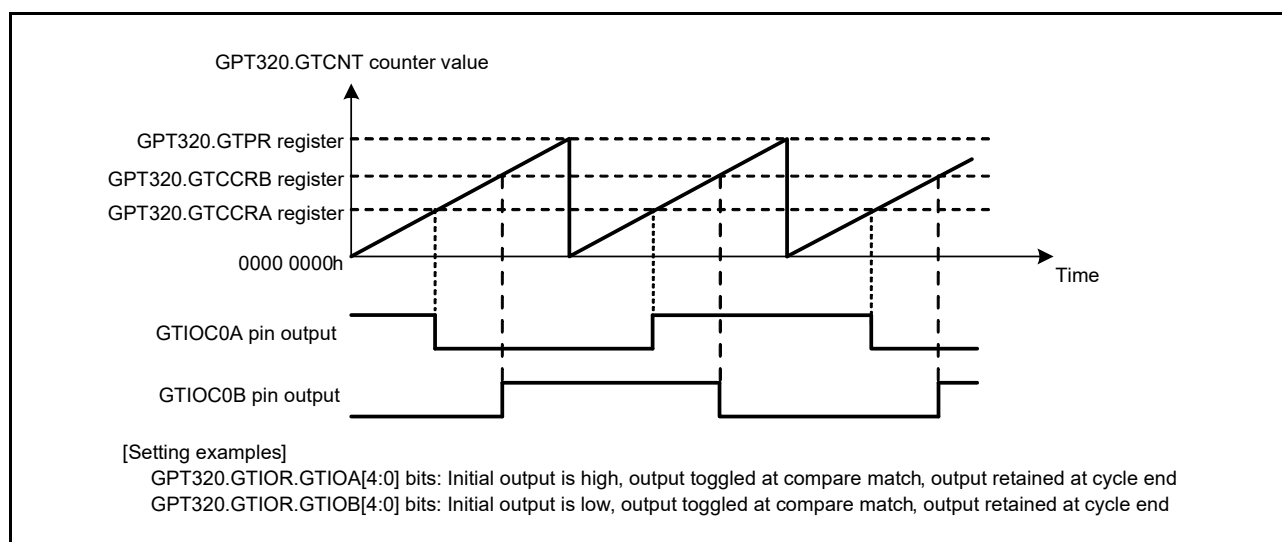 GPT320.GTCNT counter value
GPT320.GTPR register
GPT320.GTCCRB register
GPT320.GTCCRA register
0000 0000h
Time
GTIOC0A pin output
GTIOC0B pin output
[Setting examples]
GPT320.GTIOR.GTIOA[4:0] bits: Initial output is high, output toggled at compare match, output retained at cycle end
GPT320.GTIOR.GTIOB[4:0] bits: Initial output is low, output toggled at compare match, output retained at cycle end